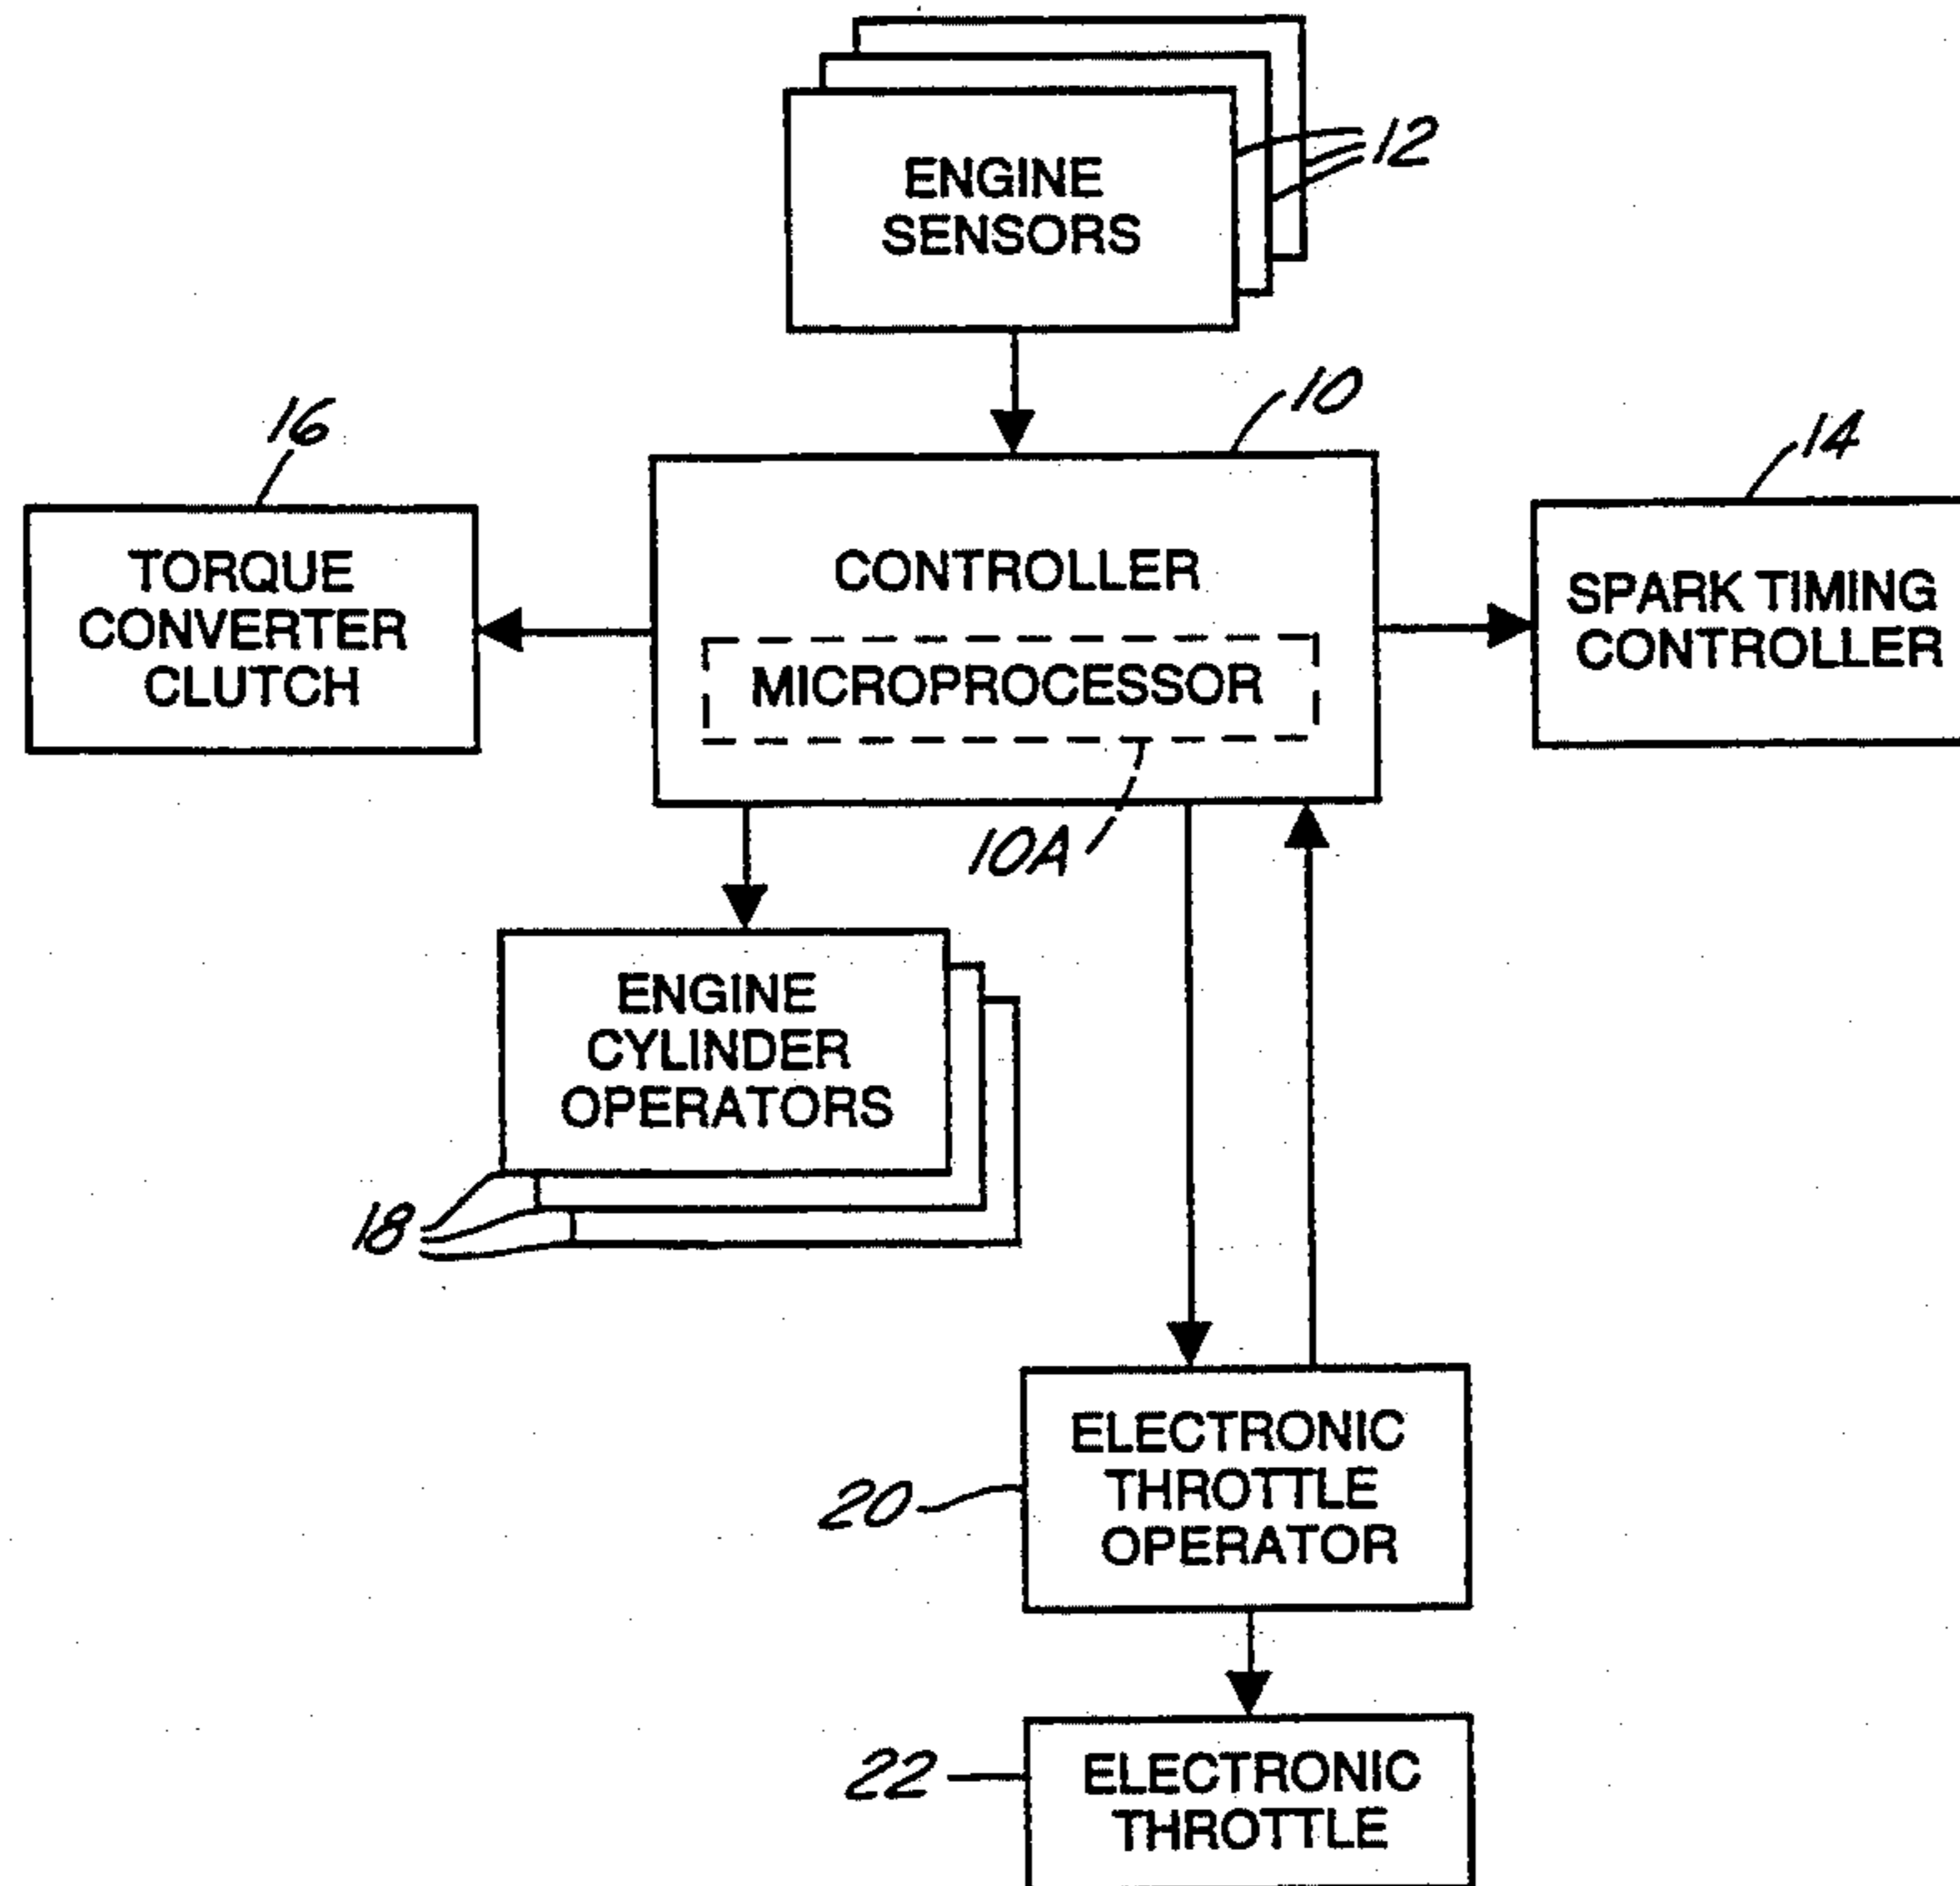 12
ENGINE
SENSORS
10
16
14
TORQUE
CONVERTER
CLUTCH
CONTROLLER
MICROPROCESSOR
SPARK TIMING
CONTROLLER
10A
ENGINE
CYLINDER
OPERATORS
18
ELECTRONIC
THROTTLE
OPERATOR
20
22
ELECTRONIC
THROTTLE